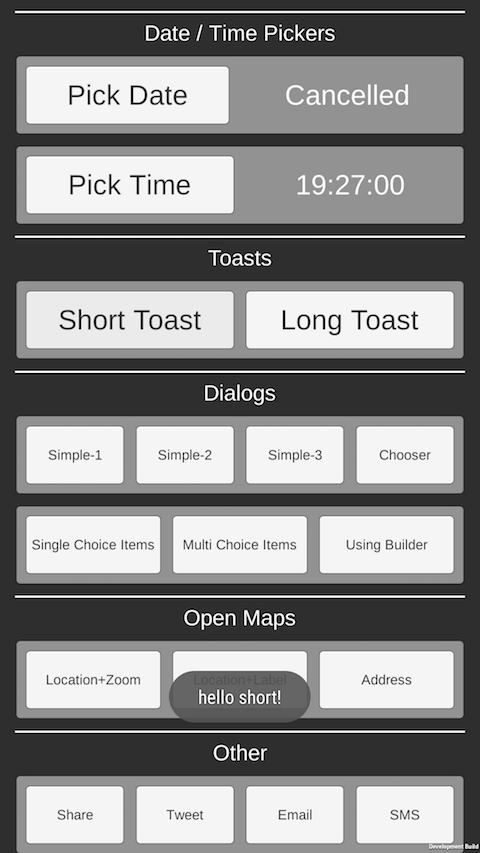 Date / Time Pickers
Pick Date
Cancelled
Pick Time
19:27:00
Toasts
Short Toast
Long Toast
Dialogs
Simple-1
Simple-2
Simple-3
Chooser
Single Choice Items
Multi Choice Items
Using Builder
Open Maps
Location+Zoom
Location+Label
Address
hello short!
Other
Share
Tweet
Email
SMS
Development Build